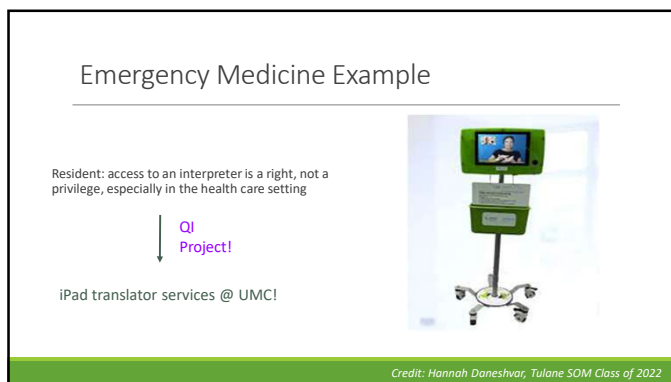 Emergency Medicine Example
Resident: access to an interpreter is a right, not a
privilege, especially in the health care setting
QI
Project!
iPad translator services @ UMC!
Credit: Hannah Daneshvar, Tulane SOM Class of 2022